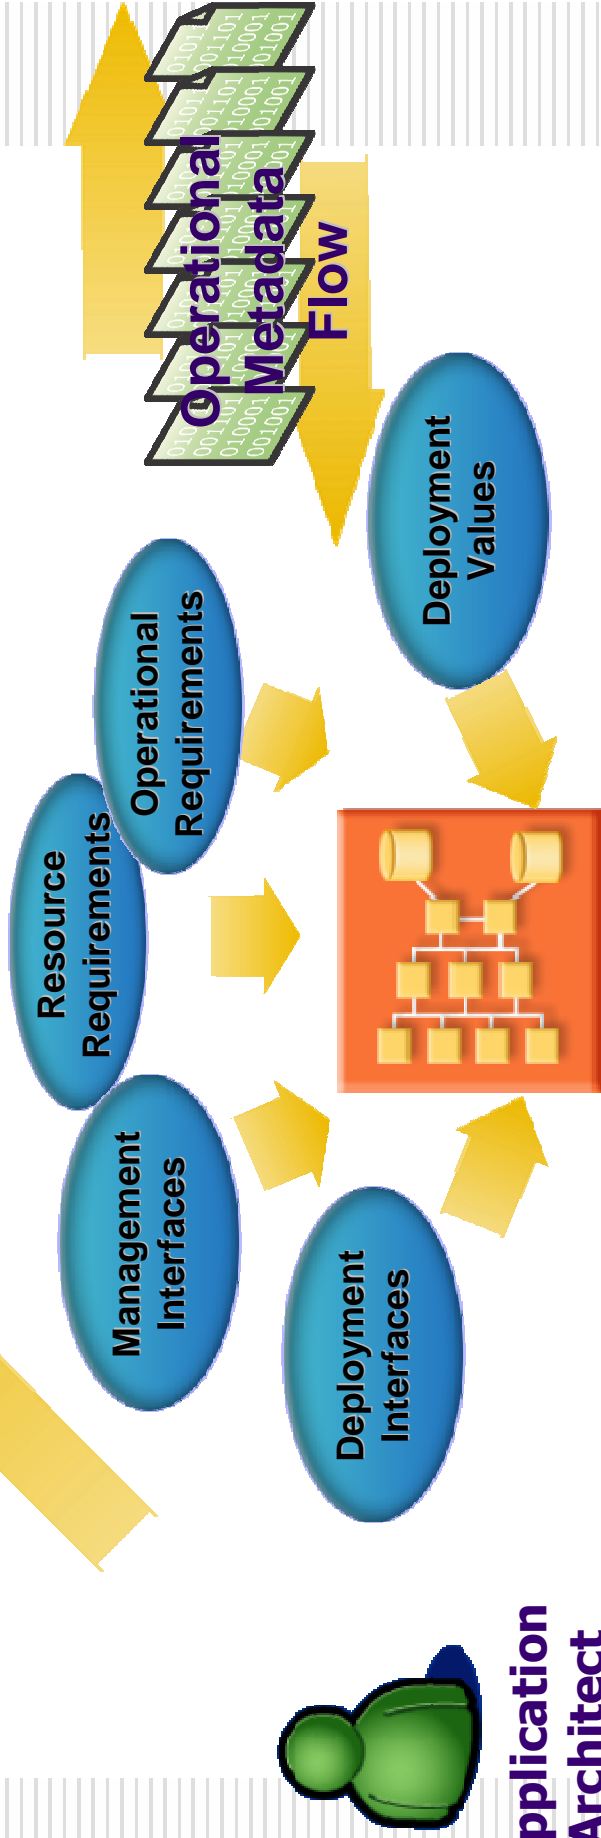 Resource
Requirements
Management
Interfaces
Operational
Requirements
Operational
Metadata
Flow
Deployment
Interfaces
Deployment
Values
pplication
Architect